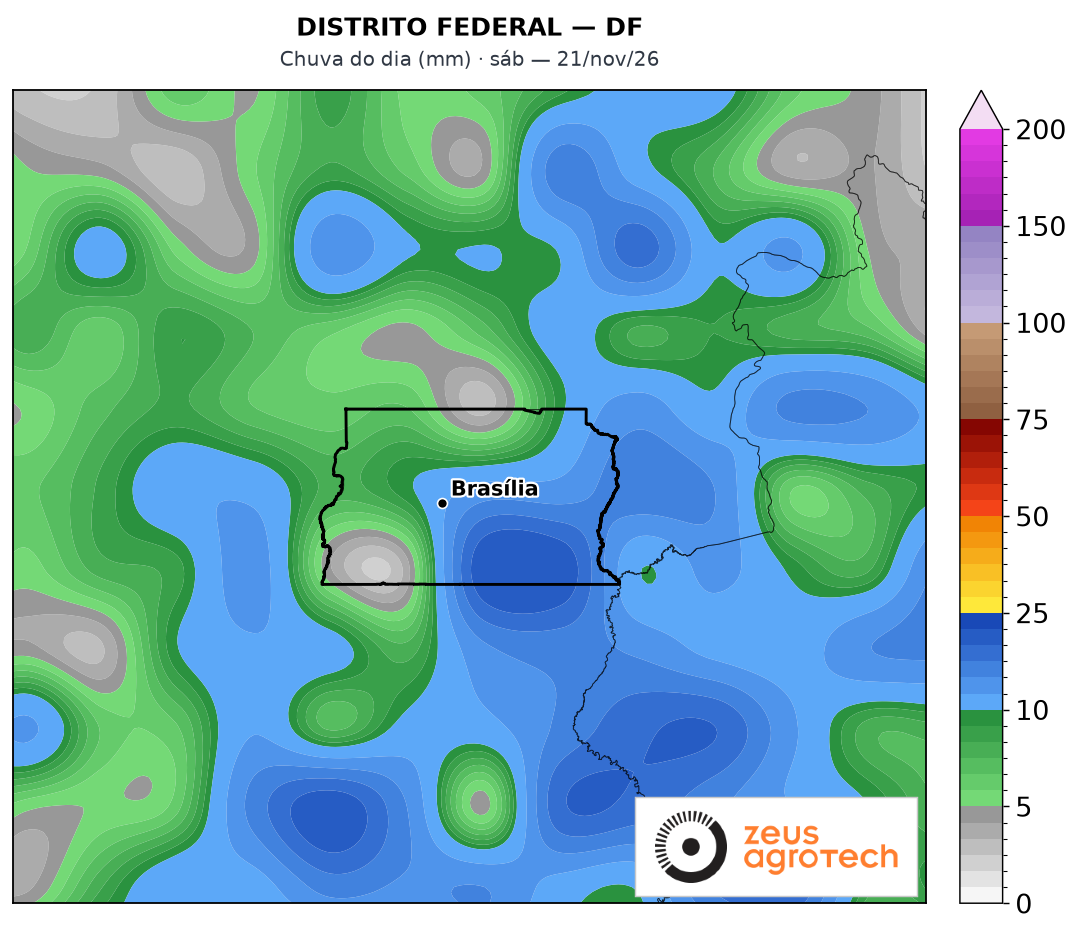 DISTRITO FEDERAL — DF
Chuva do dia (mm) · sáb — 21/nov/26
200
150
100
75
50
25
10
5
0
Brasília
zeus
agrotech